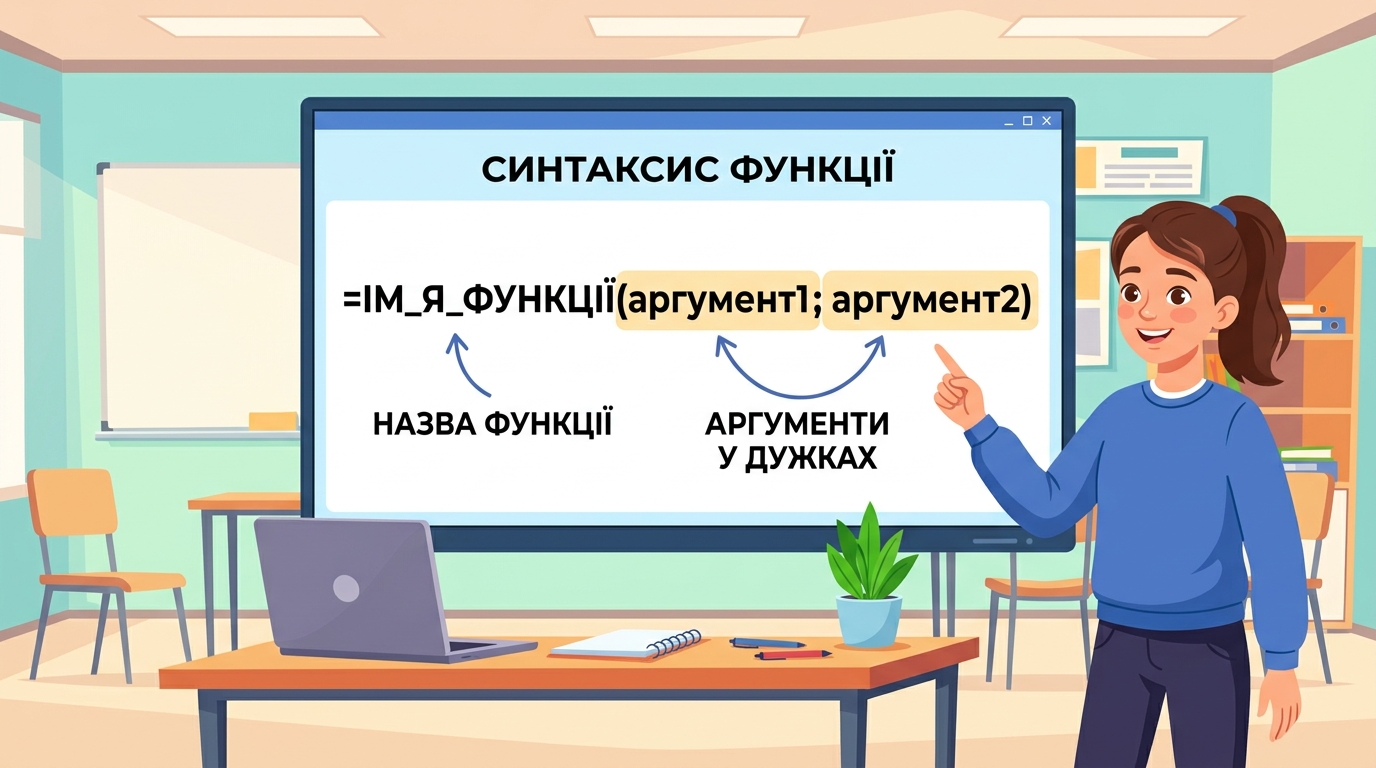 СИНТАКСИС ФУНКЦІЇ
=ІМ_Я_ФУНКЦІЇ(аргумент1; аргумент2)
НАЗВА ФУНКЦІЇ
АРГУМЕНТИ
У ДУЖКАХ